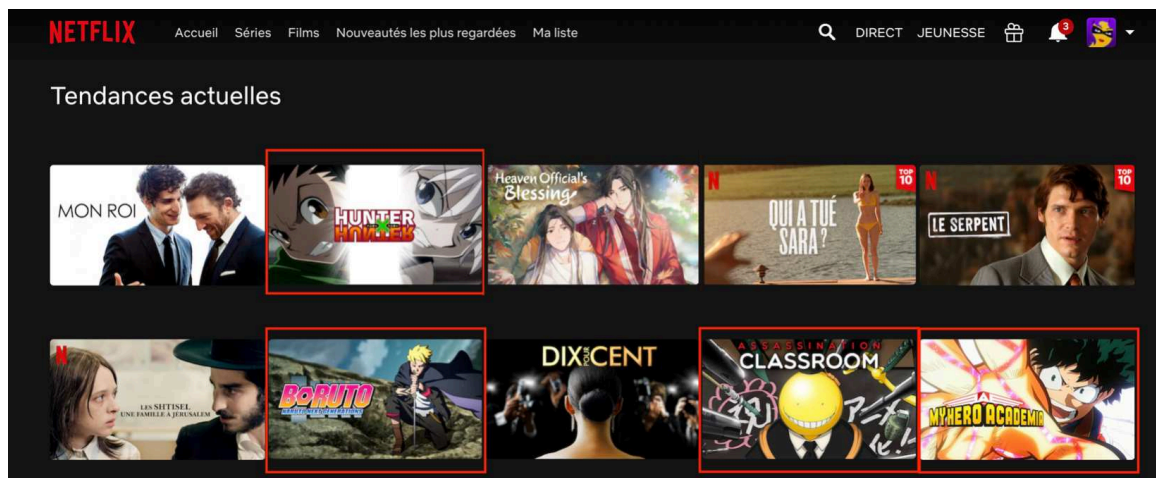 NETFLIX Accueil Séries Films Nouveautés les plus regardées Ma liste DIRECT JEUNESSE 3
Tendances actuelles
MON ROI
HUNTER
HUNTER
Heaven Official's
Blessing
N
QUI A TUÉ
SARA?
TOP
10
N
LE SERPENT
TOP
10
N
LES SHTISEL
UNE FAMILLE À JÉRUSALEM
BORUTO
NARUTO NEXT GENERATIONS
DIX POUR CENT
ASSASSINATION
CLASSROOM
MY HERO ACADEMIA